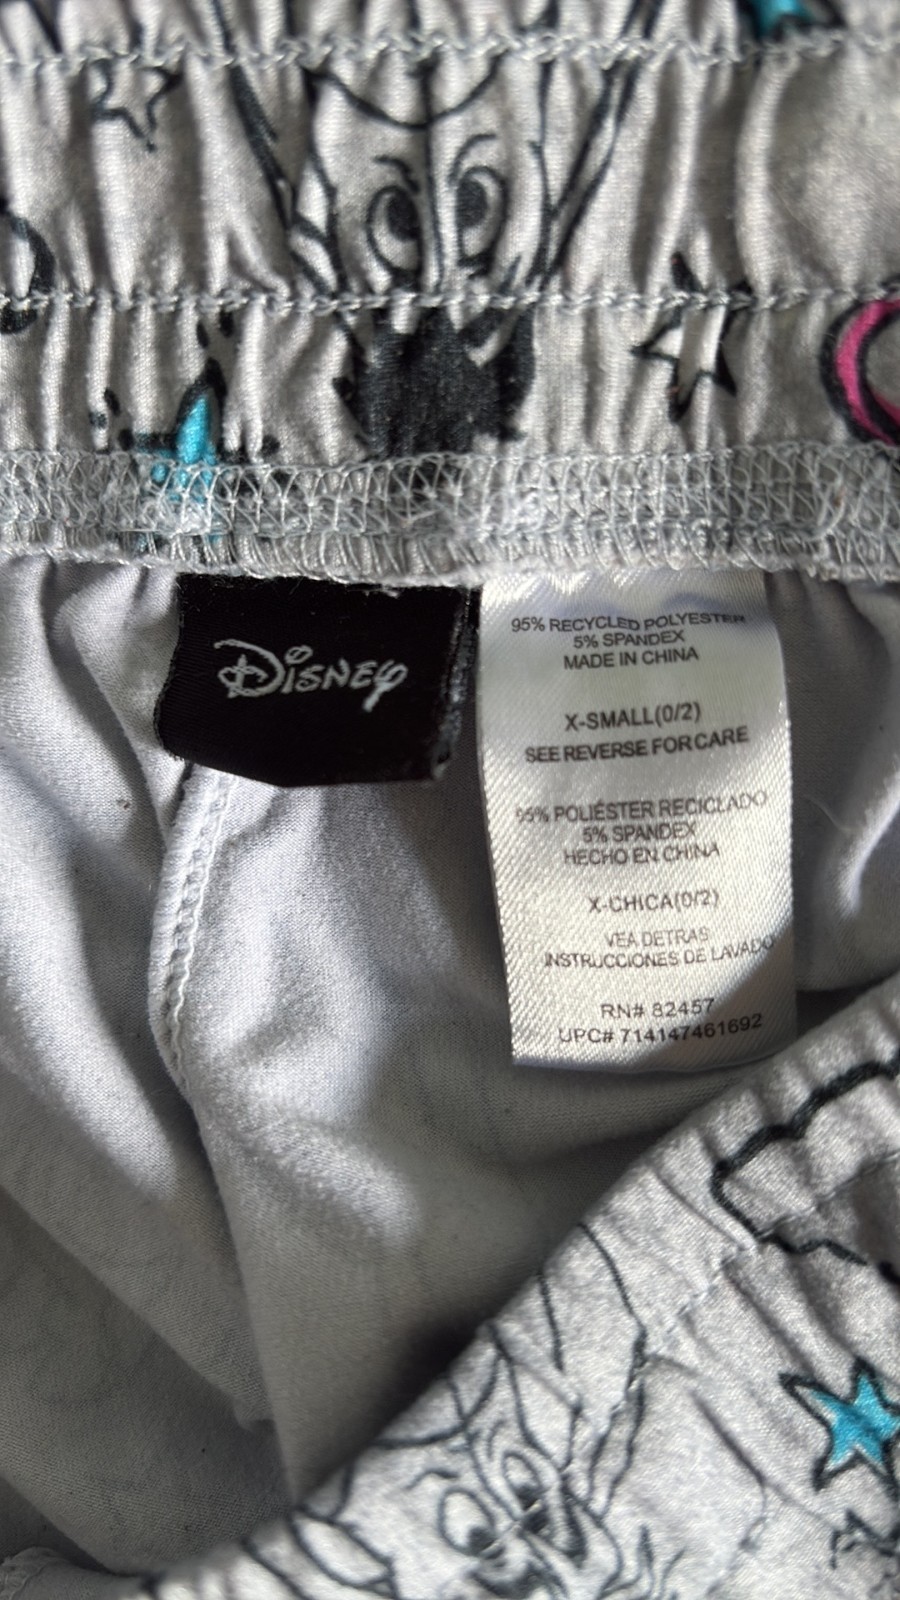 Disney
95% RECYCLED POLYESTER
5% SPANDEX
MADE IN CHINA
X-SMALL(0/2)
SEE REVERSE FOR CARE
95% POLIÉSTER RECICLADO
5% SPANDEX
HECHO EN CHINA
X-CHICA(0/2)
VEA DETRAS
INSTRUCCIONES DE LAVADO
RN# 82457
UPC# 714147461692